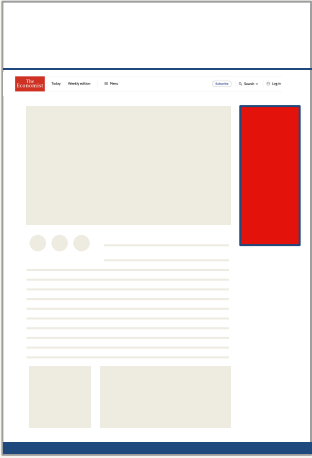 The
Economist
Today
Weekly edition
Menu
Subscribe
Search
Log in